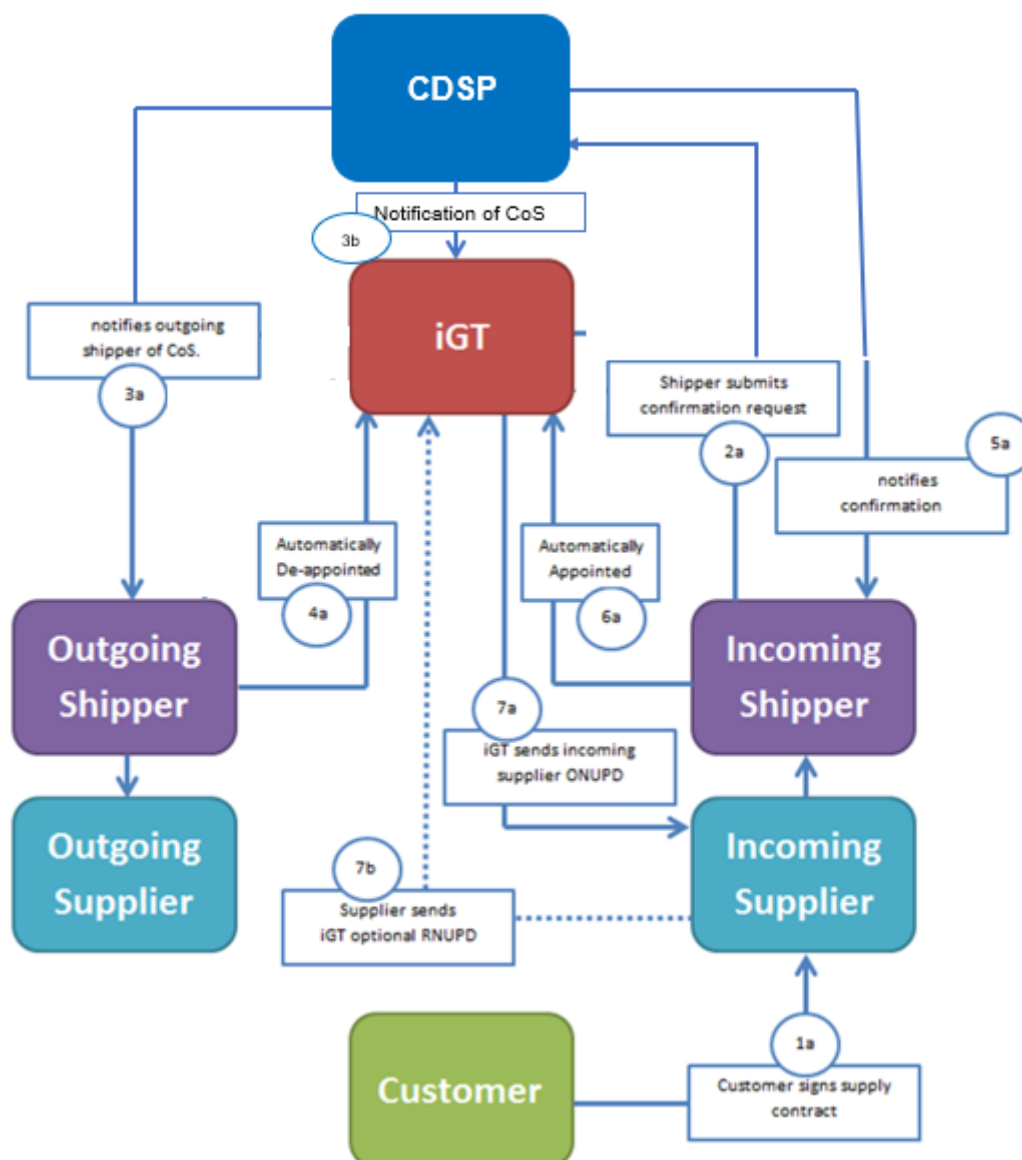 CDSP
Notification of CoS
3b
iGT
notifies outgoing
shipper of CoS.
3a
Shipper submits
confirmation request
2a
5a
notifies
confirmation
Automatically
De-appointed
4a
Automatically
Appointed
6a
Outgoing
Shipper
Incoming
Shipper
7a
iGT sends incoming
supplier ONUPD
Outgoing
Supplier
Incoming
Supplier
7b
Supplier sends
iGT optional RNUPD
1a
Customer
Customer signs supply
contract